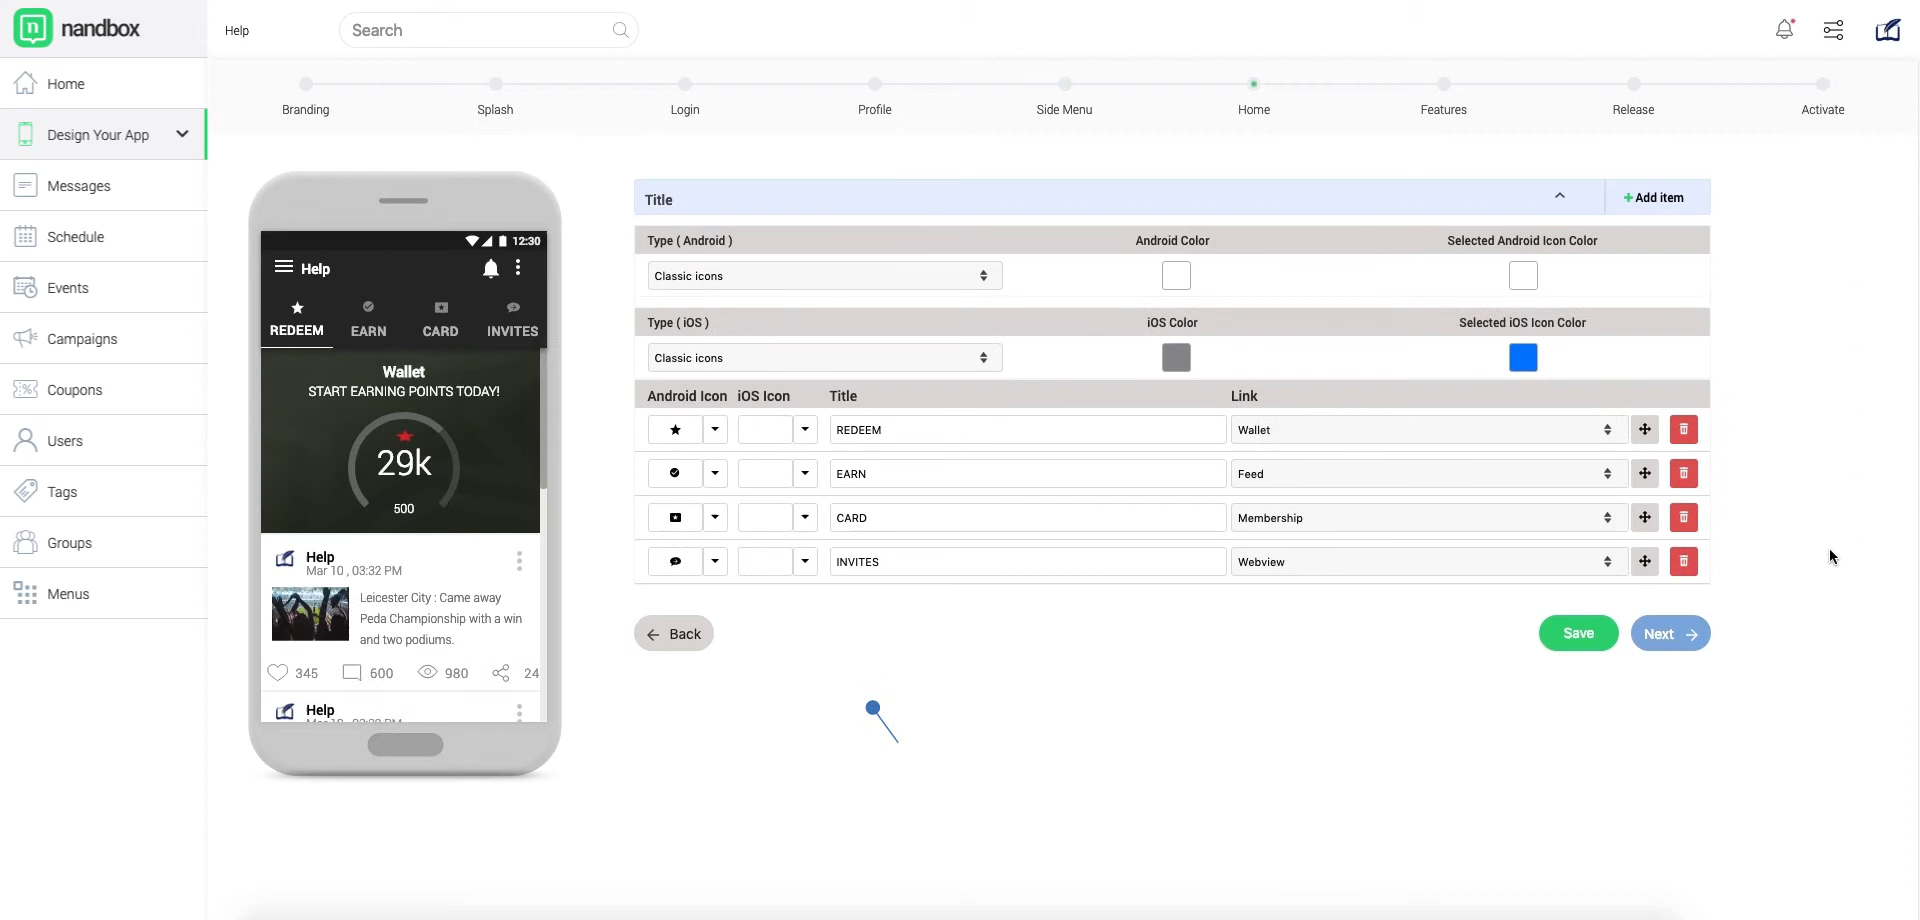 nandbox
Help
Search
Home
Design Your App
Messages
Schedule
Events
Campaigns
Coupons
Users
Tags
Groups
Menus
Branding
Splash
Login
Profile
Side Menu
Home
Features
Release
Activate
12:30
Help
REDEEM
EARN
CARD
INVITES
Wallet
START EARNING POINTS TODAY!
29k
500
Help
Mar 10 , 03:32 PM
Leicester City : Came away
Peda Championship with a win
and two podiums.
345
600
980
24
Help
Title
+ Add item
Type ( Android )
Android Color
Selected Android Icon Color
Classic icons
Type ( iOS )
iOS Color
Selected iOS Icon Color
Classic icons
Android Icon
iOS Icon
Title
Link
REDEEM
Wallet
EARN
Feed
CARD
Membership
INVITES
Webview
Back
Save
Next